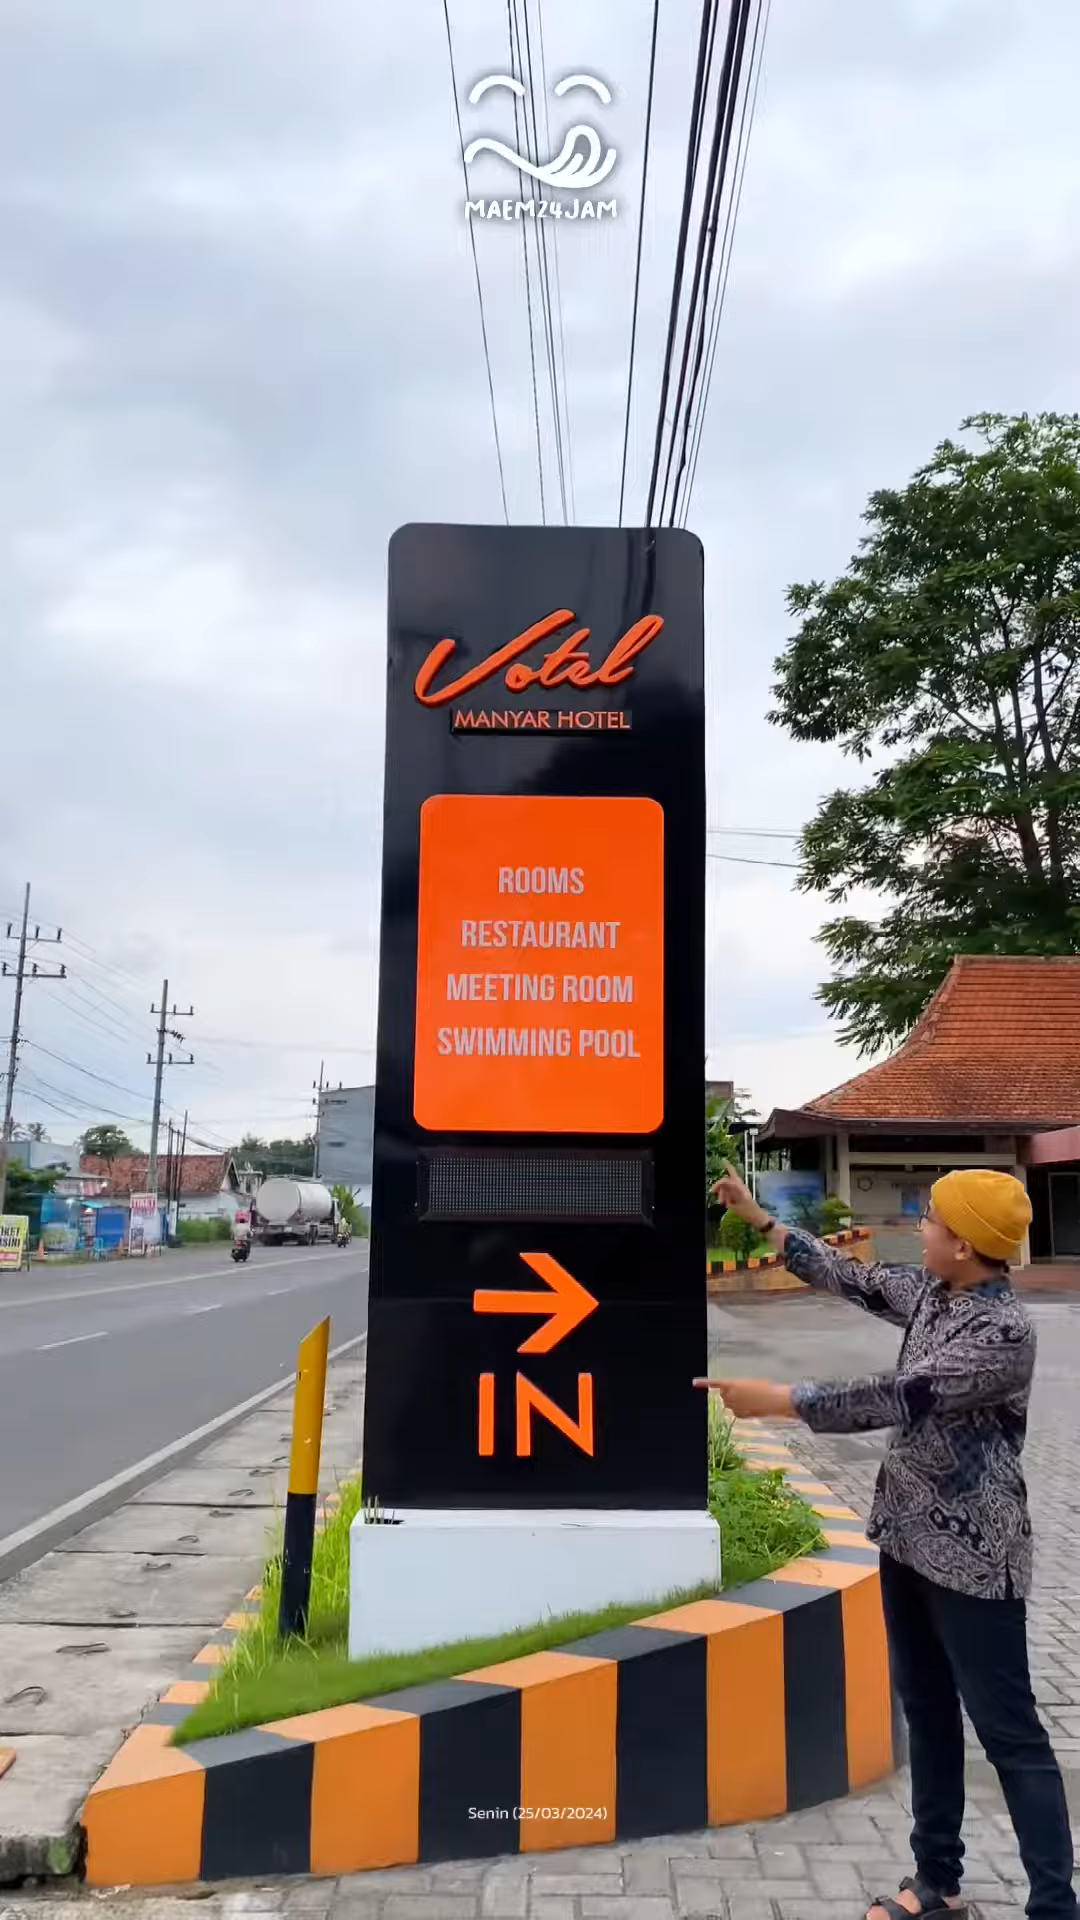 MAEM24JAM
Votel
MANYAR HOTEL
ROOMS
RESTAURANT
MEETING ROOM
SWIMMING POOL
IN
Senin (25/03/2024)